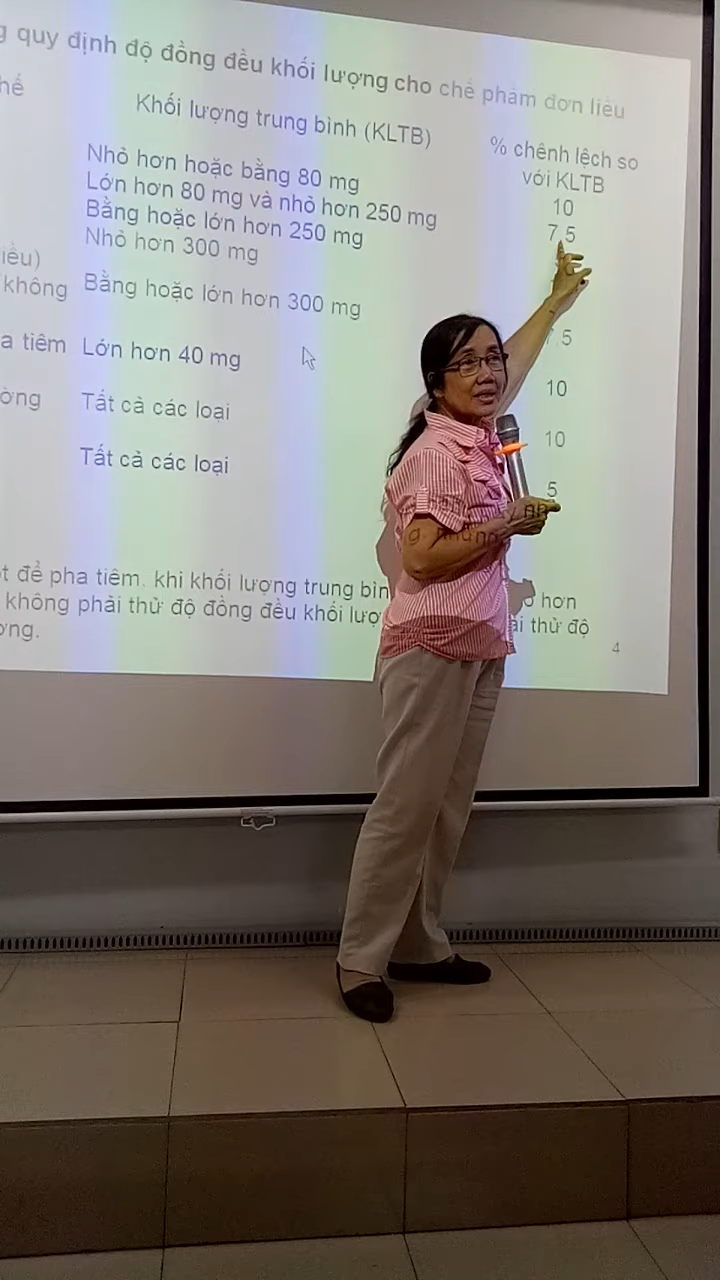 g quy định độ đồng đều khối lượng cho chế phẩm đơn liều
hế
Khối lượng trung bình (KLTB)
% chênh lệch so
với KLTB
Nhỏ hơn hoặc bằng 80 mg
10
Lớn hơn 80 mg và nhỏ hơn 250 mg
7,5
Bằng hoặc lớn hơn 250 mg
Nhỏ hơn 300 mg
iều)
không
Bằng hoặc lớn hơn 300 mg
5
a tiêm
Lớn hơn 40 mg
10
ờng
Tất cả các loại
10
Tất cả các loại
5
t để pha tiêm. khi khối lượng trung bìn
hơn
không phải thử độ đồng đều khối lượ
ải thử độ
ợng.
4